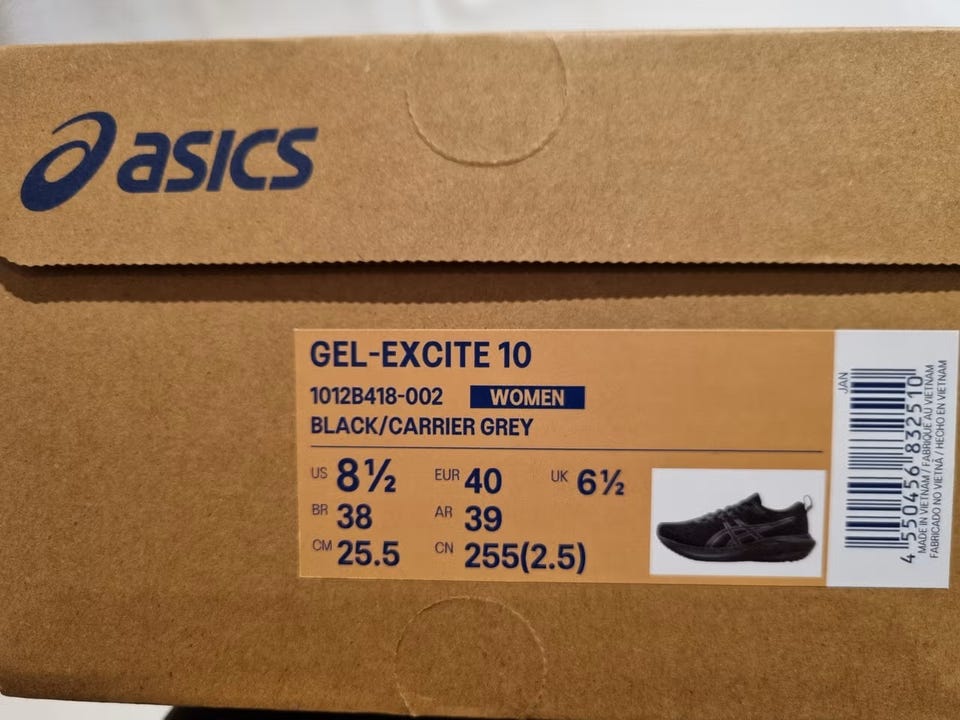 asics
GEL-EXCITE 10
1012B418-002 WOMEN
BLACK/CARRIER GREY
US 8½ EUR 40 UK 6½
BR 38 AR 39
CM 25.5 CN 255(2.5)
JAN
4 550456 832510
MADE IN VIETNAM / FABRIQUÉ AU VIETNAM
FABRICADO NO VIETNÃ / HECHO EN VIETNAM